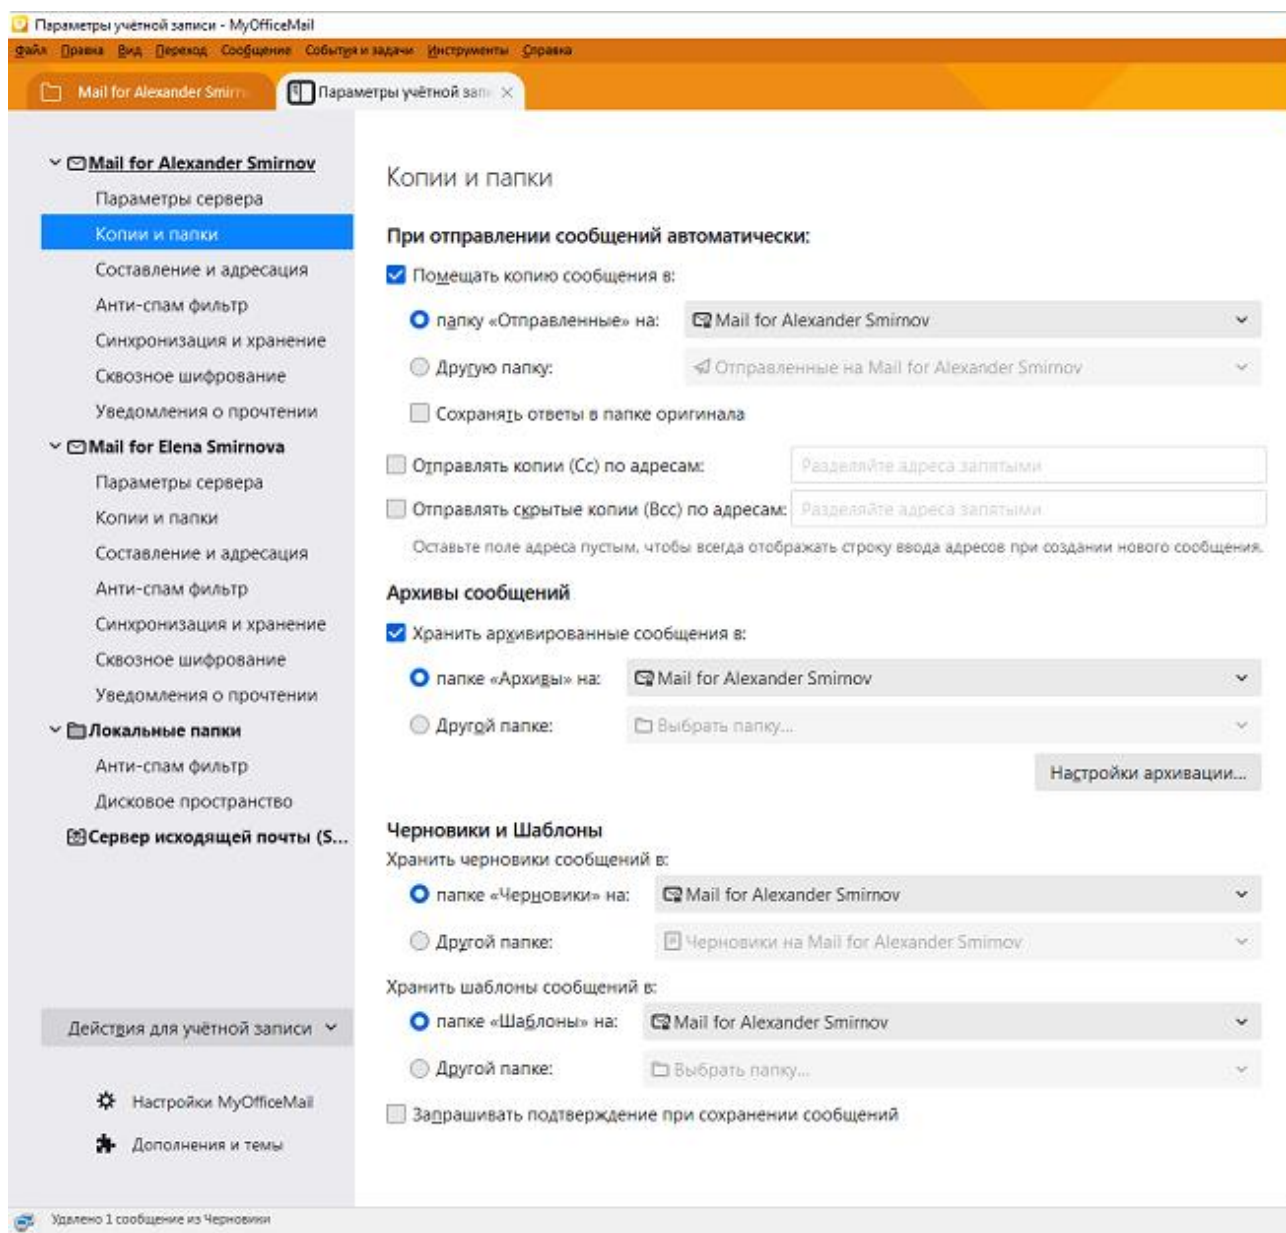 Параметры учётной записи - MyOfficeMail
Файл Правка Вид Переход Сообщение События и задачи Инструменты Справка
Mail for Alexander Smirn
Параметры учётной запи
Mail for Alexander Smirnov
Параметры сервера
Копии и папки
Составление и адресация
Анти-спам фильтр
Синхронизация и хранение
Сквозное шифрование
Уведомления о прочтении
Mail for Elena Smirnova
Параметры сервера
Копии и папки
Составление и адресация
Анти-спам фильтр
Синхронизация и хранение
Сквозное шифрование
Уведомления о прочтении
Локальные папки
Анти-спам фильтр
Дисковое пространство
Сервер исходящей почты (S...
Действия для учётной записи
Настройки MyOfficeMail
Дополнения и темы
Копии и папки
При отправлении сообщений автоматически:
Помещать копию сообщения в:
папку «Отправленные» на: Mail for Alexander Smirnov
Другую папку: Отправленные на Mail for Alexander Smirnov
Сохранять ответы в папке оригинала
Отправлять копии (Cc) по адресам: Разделяйте адреса запятыми
Отправлять скрытые копии (Bcc) по адресам: Разделяйте адреса запятыми
Оставьте поле адреса пустым, чтобы всегда отображать строку ввода адресов при создании нового сообщения.
Архивы сообщений
Хранить архивированные сообщения в:
папке «Архивы» на: Mail for Alexander Smirnov
Другой папке: Выбрать папку...
Настройки архивации...
Черновики и Шаблоны
Хранить черновики сообщений в:
папке «Черновики» на: Mail for Alexander Smirnov
Другой папке: Черновики на Mail for Alexander Smirnov
Хранить шаблоны сообщений в:
папке «Шаблоны» на: Mail for Alexander Smirnov
Другой папке: Выбрать папку...
Запрашивать подтверждение при сохранении сообщений
Удалено 1 сообщение из Черновики